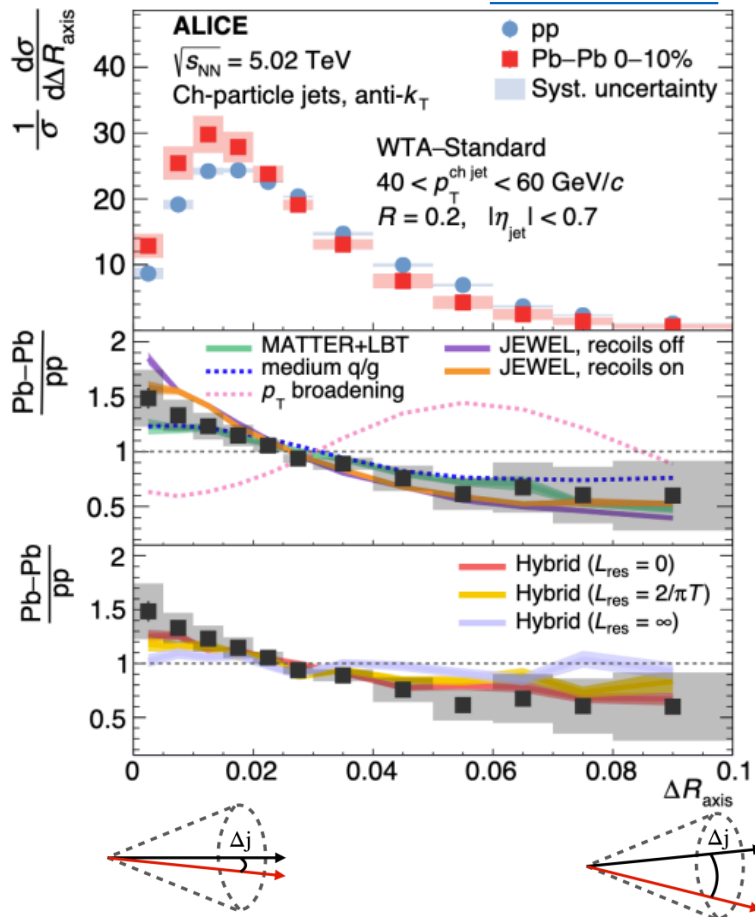 ALICE
√s_NN = 5.02 TeV
Ch-particle jets, anti-k_T
pp
Pb–Pb 0–10%
Syst. uncertainty
1/σ dσ/dΔR_axis
WTA–Standard
40 < p_T^ch jet < 60 GeV/c
R = 0.2, |η_jet| < 0.7
40
30
20
10
Pb–Pb/pp
MATTER+LBT
medium q/g
p_T broadening
JEWEL, recoils off
JEWEL, recoils on
2
1.5
1
0.5
Pb–Pb/pp
Hybrid (L_res = 0)
Hybrid (L_res = 2/πT)
Hybrid (L_res = ∞)
2
1.5
1
0.5
0 0.02 0.04 0.06 0.08 0.1
ΔR_axis
Δj
Δj